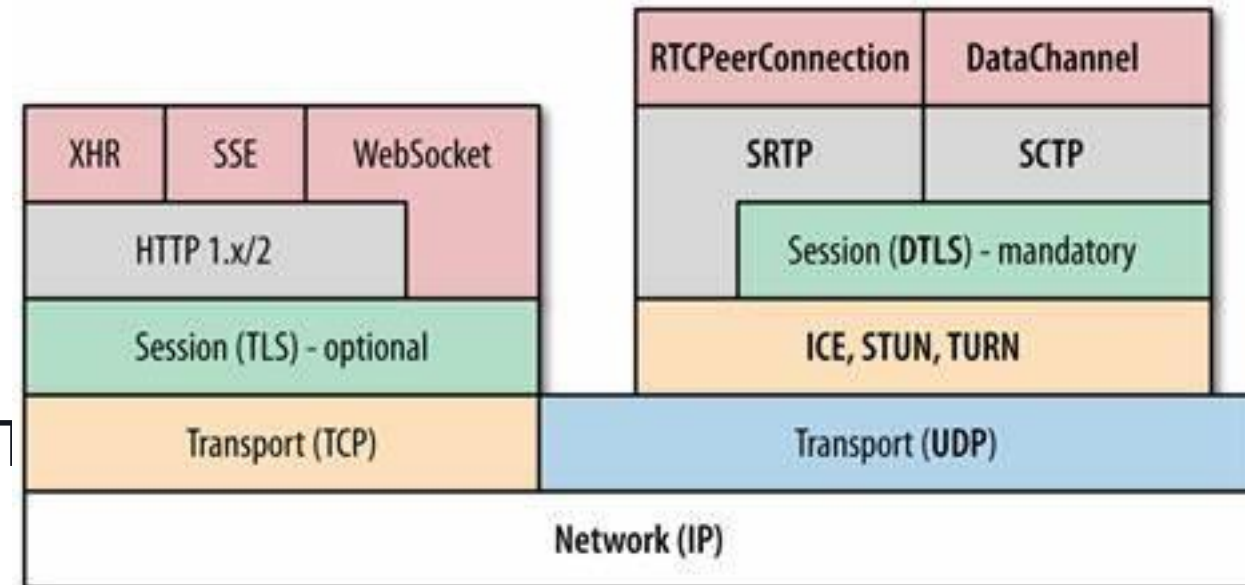 RTCPeerConnection DataChannel
XHR SSE WebSocket SRTP SCTP
HTTP 1.x/2 Session (DTLS) - mandatory
Session (TLS) - optional ICE, STUN, TURN
Transport (TCP) Transport (UDP)
Network (IP)